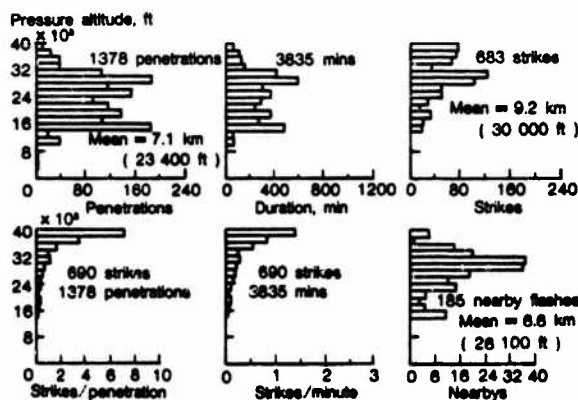 Pressure altitude, ft
× 10³
40
32
24
16
8
0 80 160 240
Penetrations
1378 penetrations
Mean = 7.1 km
( 23 400 ft )
0 400 800 1200
Duration, min
3835 mins
0 60 120 180 240
Strikes
683 strikes
Mean = 9.2 km
( 30 000 ft )
× 10³
40
32
24
16
8
0 2 4 6 8 10
Strikes/penetration
690 strikes
1378 penetrations
0 1 2 3
Strikes/minute
690 strikes
3835 mins
0 8 16 24 32 40
Nearbys
185 nearby flashes
Mean = 8.8 km
( 28 100 ft )